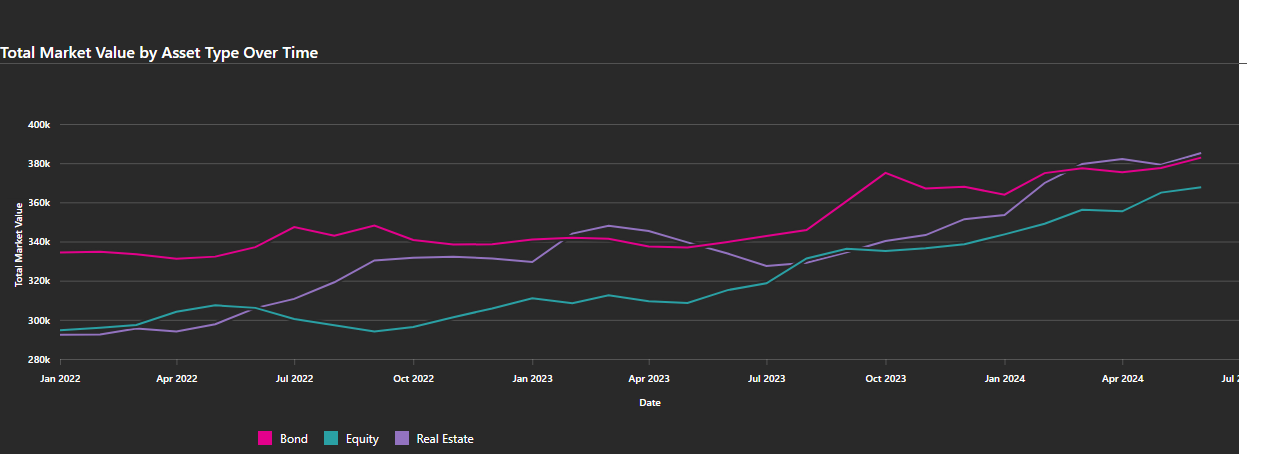 Total Market Value by Asset Type Over Time
400k
380k
360k
340k
320k
300k
280k
Total Market Value
Jan 2022 Apr 2022 Jul 2022 Oct 2022 Jan 2023 Apr 2023 Jul 2023 Oct 2023 Jan 2024 Apr 2024 Jul 2
Date
Bond Equity Real Estate